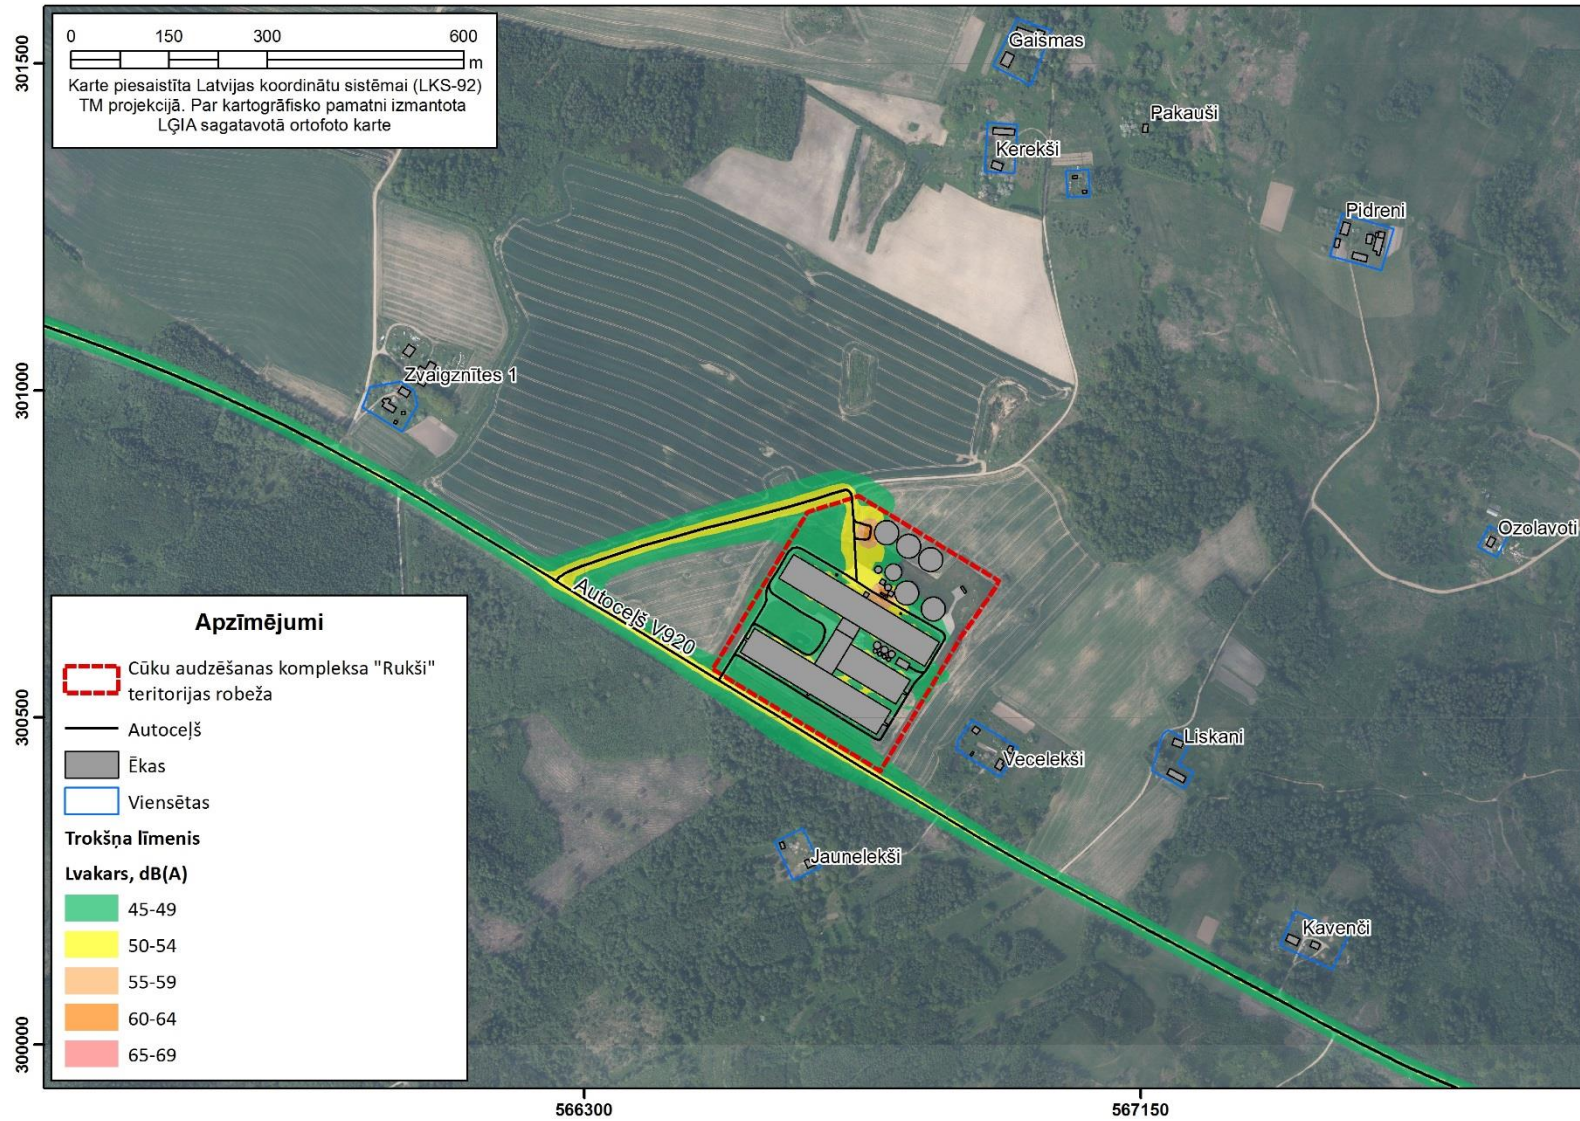 0 150 300 600
m
Karte piesaistīta Latvijas koordinātu sistēmai (LKS-92)
TM projekcijā. Par kartogrāfisko pamatni izmantota
LĢIA sagatavotā ortofoto karte
301500
301000
300500
300000
566300
567150
Gaismas
Pakauši
Kerekši
Pidreni
Zvaigznītes 1
Ozolavoti
Autoceļš V920
Vecelekši
Liskani
Jaunelekši
Kavenči
Apzīmējumi
Cūku audzēšanas kompleksa "Rukši"
teritorijas robeža
Autoceļš
Ēkas
Viensētas
Trokšņa līmenis
Lvakars, dB(A)
45-49
50-54
55-59
60-64
65-69